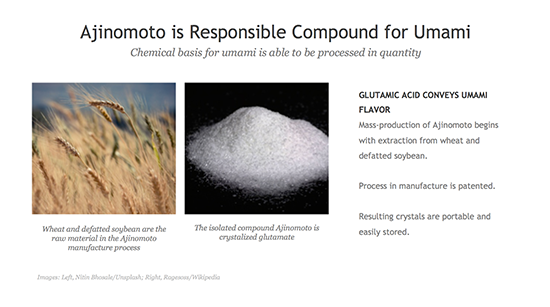 Ajinomoto is Responsible Compound for Umami
Chemical basis for umami is able to be processed in quantity
GLUTAMIC ACID CONVEYS UMAMI
FLAVOR
Mass-production of Ajinomoto begins
with extraction from wheat and
defatted soybean.
Process in manufacture is patented.
Resulting crystals are portable and
easily stored.
Wheat and defatted soybean are the
raw material in the Ajinomoto
manufacture process
The isolated compound Ajinomoto is
crystalized glutamate
Images: Left, Nitin Bhosale/Unsplash; Right, Ragesoss/Wikipedia